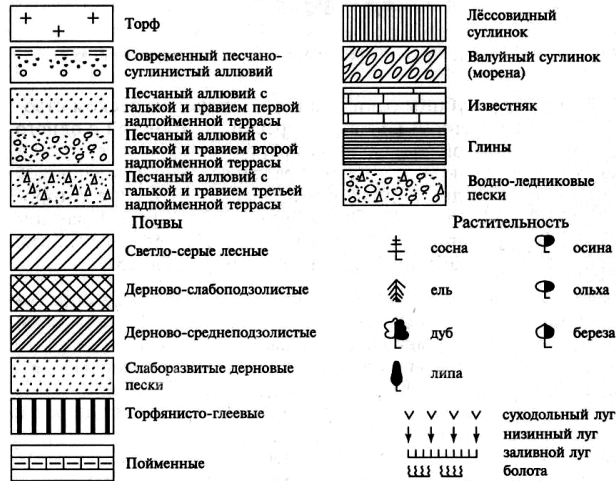 Торф
Современный песчано-
суглинистый аллювий
Песчаный аллювий с
галькой и гравием первой
надпойменной террасы
Песчаный аллювий с
галькой и гравием второй
надпойменной террасы
Песчаный аллювий с
галькой и гравием третьей
надпойменной террасы
Лёссовидный
суглинок
Валуйный суглинок
(морена)
Известняк
Глины
Водно-ледниковые
пески
Почвы
Светло-серые лесные
Дерново-слабоподзолистые
Дерново-среднеподзолистые
Слаборазвитые дерновые
пески
Торфянисто-глеевые
Пойменные
Растительность
сосна
осина
ель
ольха
дуб
береза
липа
суходольный луг
низинный луг
заливной луг
болота